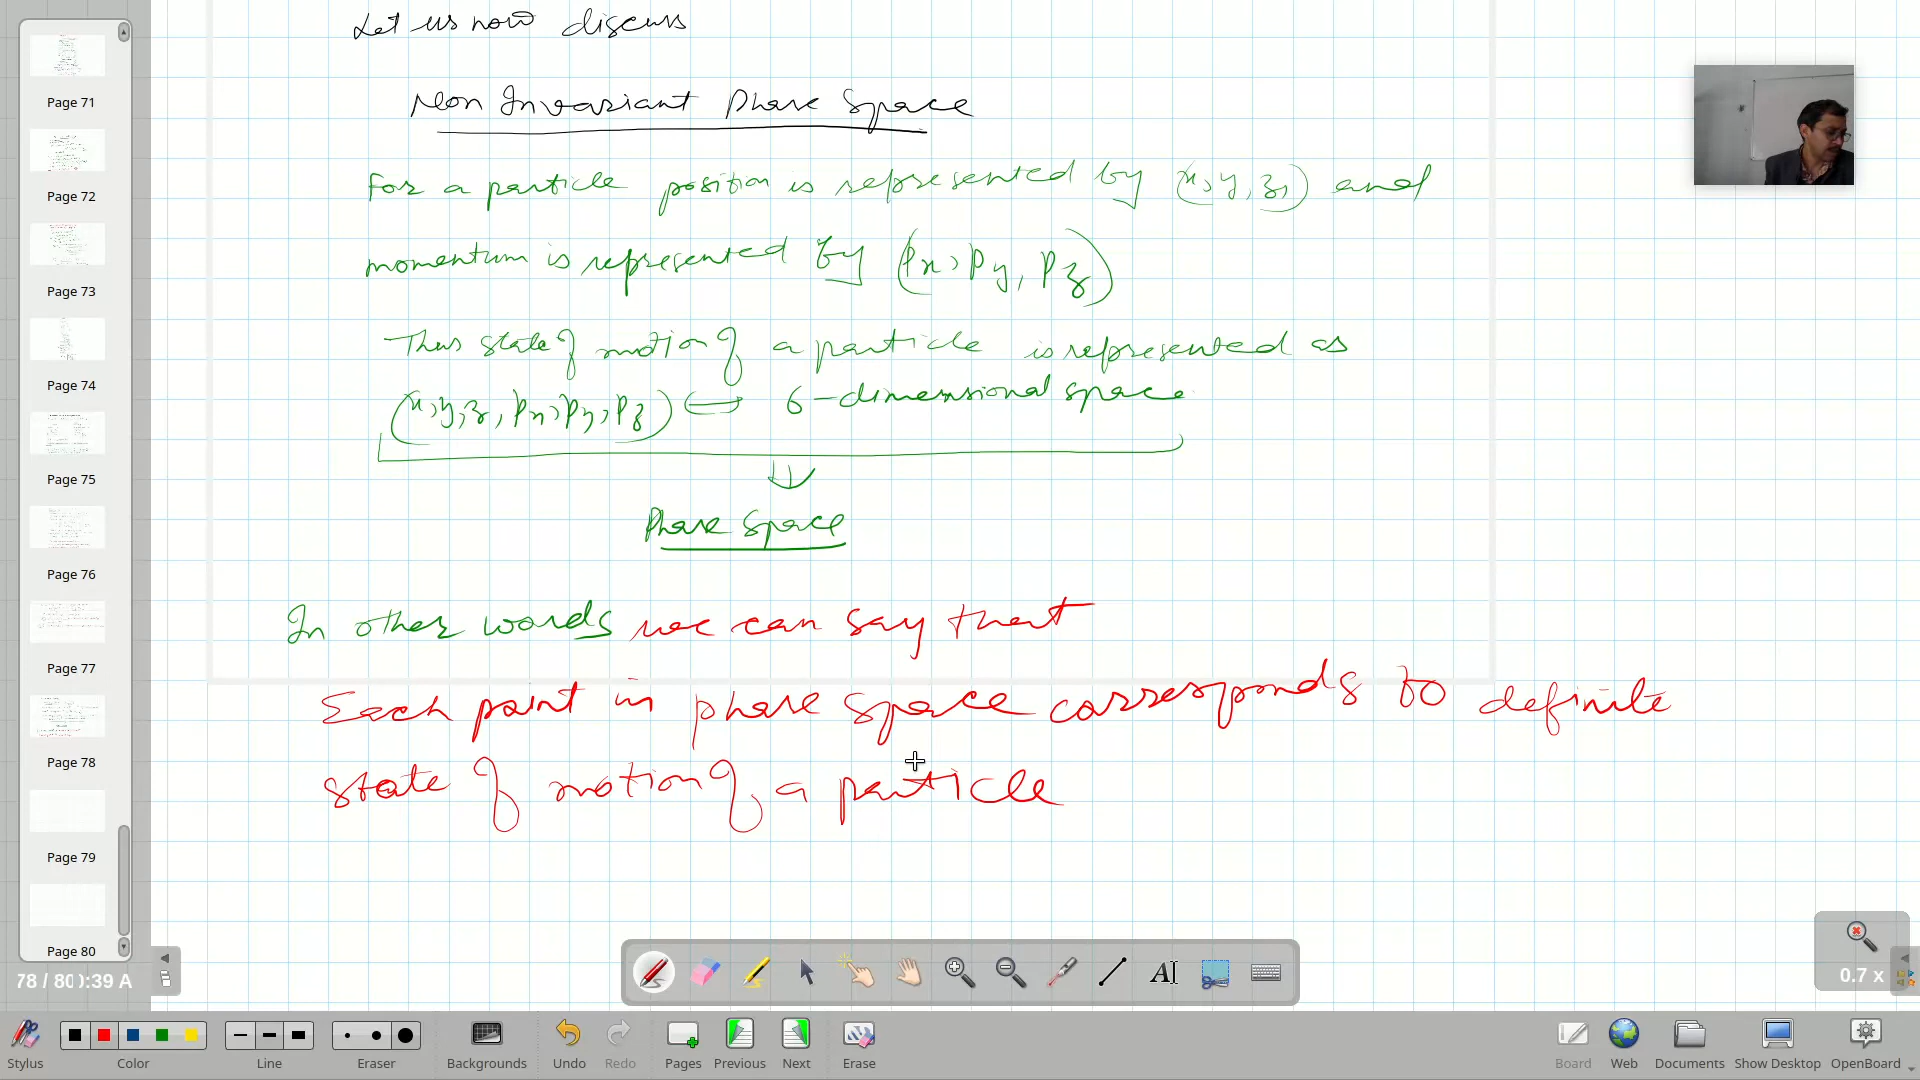 Let us now discuss
Non Invariant Phase Space
For a particle position is represented by (x, y, z,) and
momentum is represented by (Px, Py, Pz)
Thus state of motion of a particle is represented as
(x, y, z, Px, Py, Pz) ↔ 6-dimensional space
Phase Space
In other words we can say that
Each point in phase space corresponds to definite
state of motion of a particle
Page 71
Page 72
Page 73
Page 74
Page 75
Page 76
Page 77
Page 78
Page 79
Page 80
78 / 80
:39 A
0.7 x
Stylus
Color
Line
Eraser
Backgrounds
Undo
Redo
Pages
Previous
Next
Erase
Board
Web
Documents
Show Desktop
OpenBoard